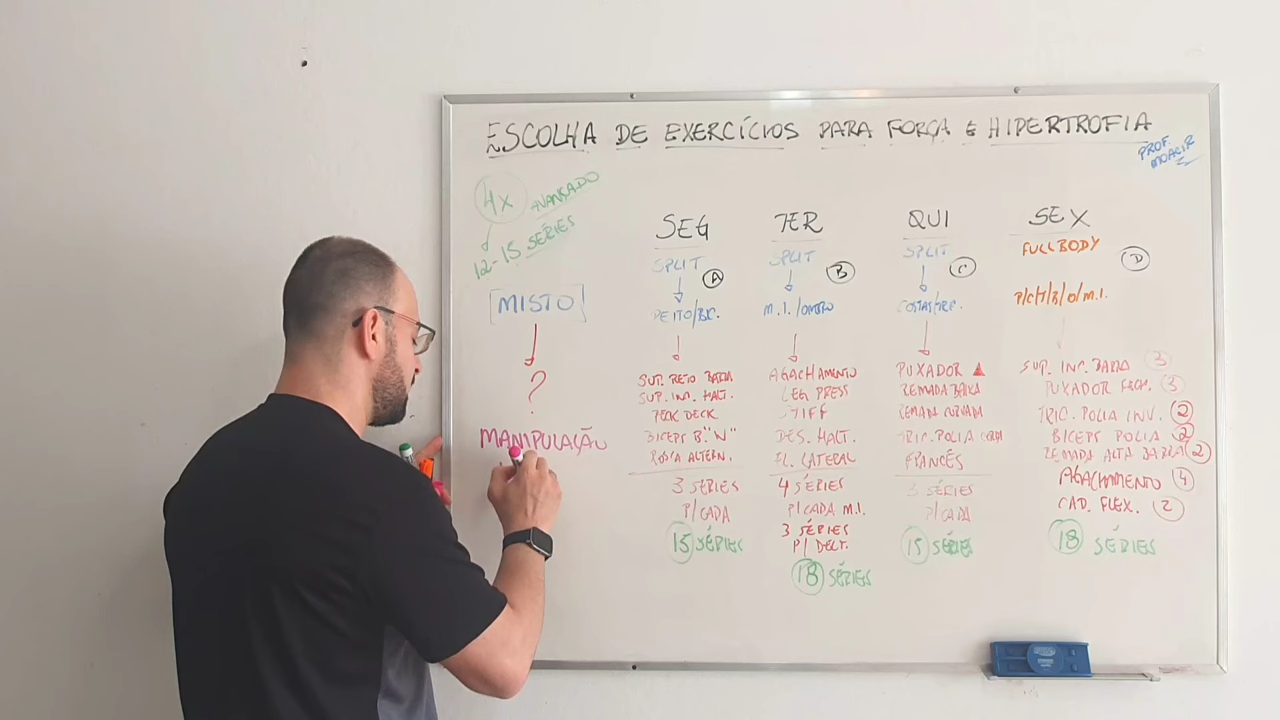 ESCOLHA DE EXERCÍCIOS PARA FORÇA E HIPERTROFIA
PROF. MOACIR
4X AVANÇADO
12-15 SÉRIES
[MISTO]
?
MANIPULAÇÃO
SEG
SPLIT
A
PEITO/BIC.
SUP. RETO BARRA
SUP. INC. HALT.
PECK DECK
BICEPS B. "W"
ROSCA ALTERN.
3 SÉRIES
P/ CADA
15 SÉRIES
TER
SPLIT
B
M.I./OMBRO
AGACHAMENTO
LEG PRESS
STIFF
DES. HALT.
EL. LATERAL
4 SÉRIES
P/ CADA M.I.
3 SÉRIES
P/ DELT.
18 SÉRIES
QUI
SPLIT
C
COSTAS/TRIC.
PUXADOR
REMADA BAIXA
REMADA CURVADA
TRIC. POLIA CORDA
FRANCÊS
3 SÉRIES
P/ CADA
15 SÉRIES
SEX
FULLBODY
D
P/C/T/B/O/M.I.
SUP. INC. BARRA 3
PUXADOR FECH. 3
TRIC. POLIA INV. 2
BICEPS POLIA 2
REMADA ALTA BARRA 2
AGACHAMENTO 4
CAD. FLEX. 2
18 SÉRIES